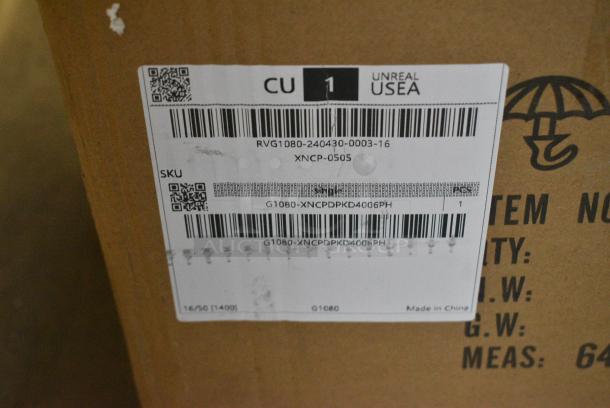 CU 1 UNREAL USEA
RVG1080-240430-0003-16
XNCP-0505
SKU
Single PCS
G1080-XNCPDPKD4006PH 1
G1080-XNCPDPKD4006PH
16/50 [1400] G1080 Made in China
TEM NO
TY:
.W:
G.W:
MEAS: 64